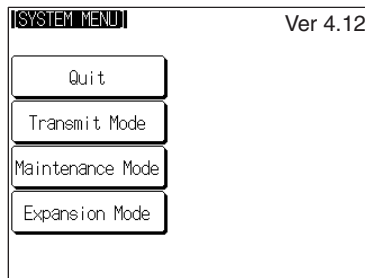 [SYSTEM MENU]
Ver 4.12
Quit
Transmit Mode
Maintenance Mode
Expansion Mode